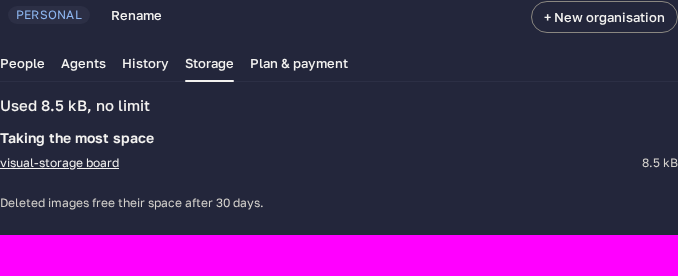 PERSONAL Rename + New organisation
People Agents History Storage Plan & payment
Used 8.5 kB, no limit
Taking the most space
visual-storage board 8.5 kB
Deleted images free their space after 30 days.